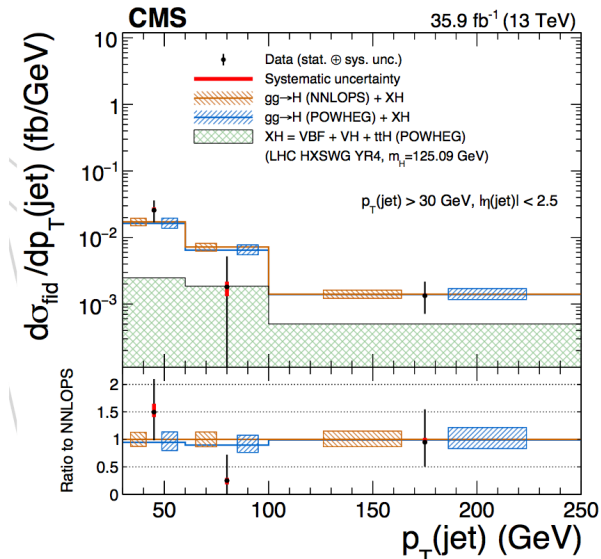 CMS 35.9 fb⁻¹ (13 TeV)
dσ_fid/dp_T(jet) (fb/GeV)
10
1
10⁻¹
10⁻²
10⁻³
Data (stat. ⊕ sys. unc.)
Systematic uncertainty
gg→H (NNLOPS) + XH
gg→H (POWHEG) + XH
XH = VBF + VH + ttH (POWHEG)
(LHC HXSWG YR4, m_H=125.09 GeV)
p_T(jet) > 30 GeV, |η(jet)| < 2.5
Ratio to NNLOPS
2
1.5
1
0.5
0
50 100 150 200 250
p_T(jet) (GeV)